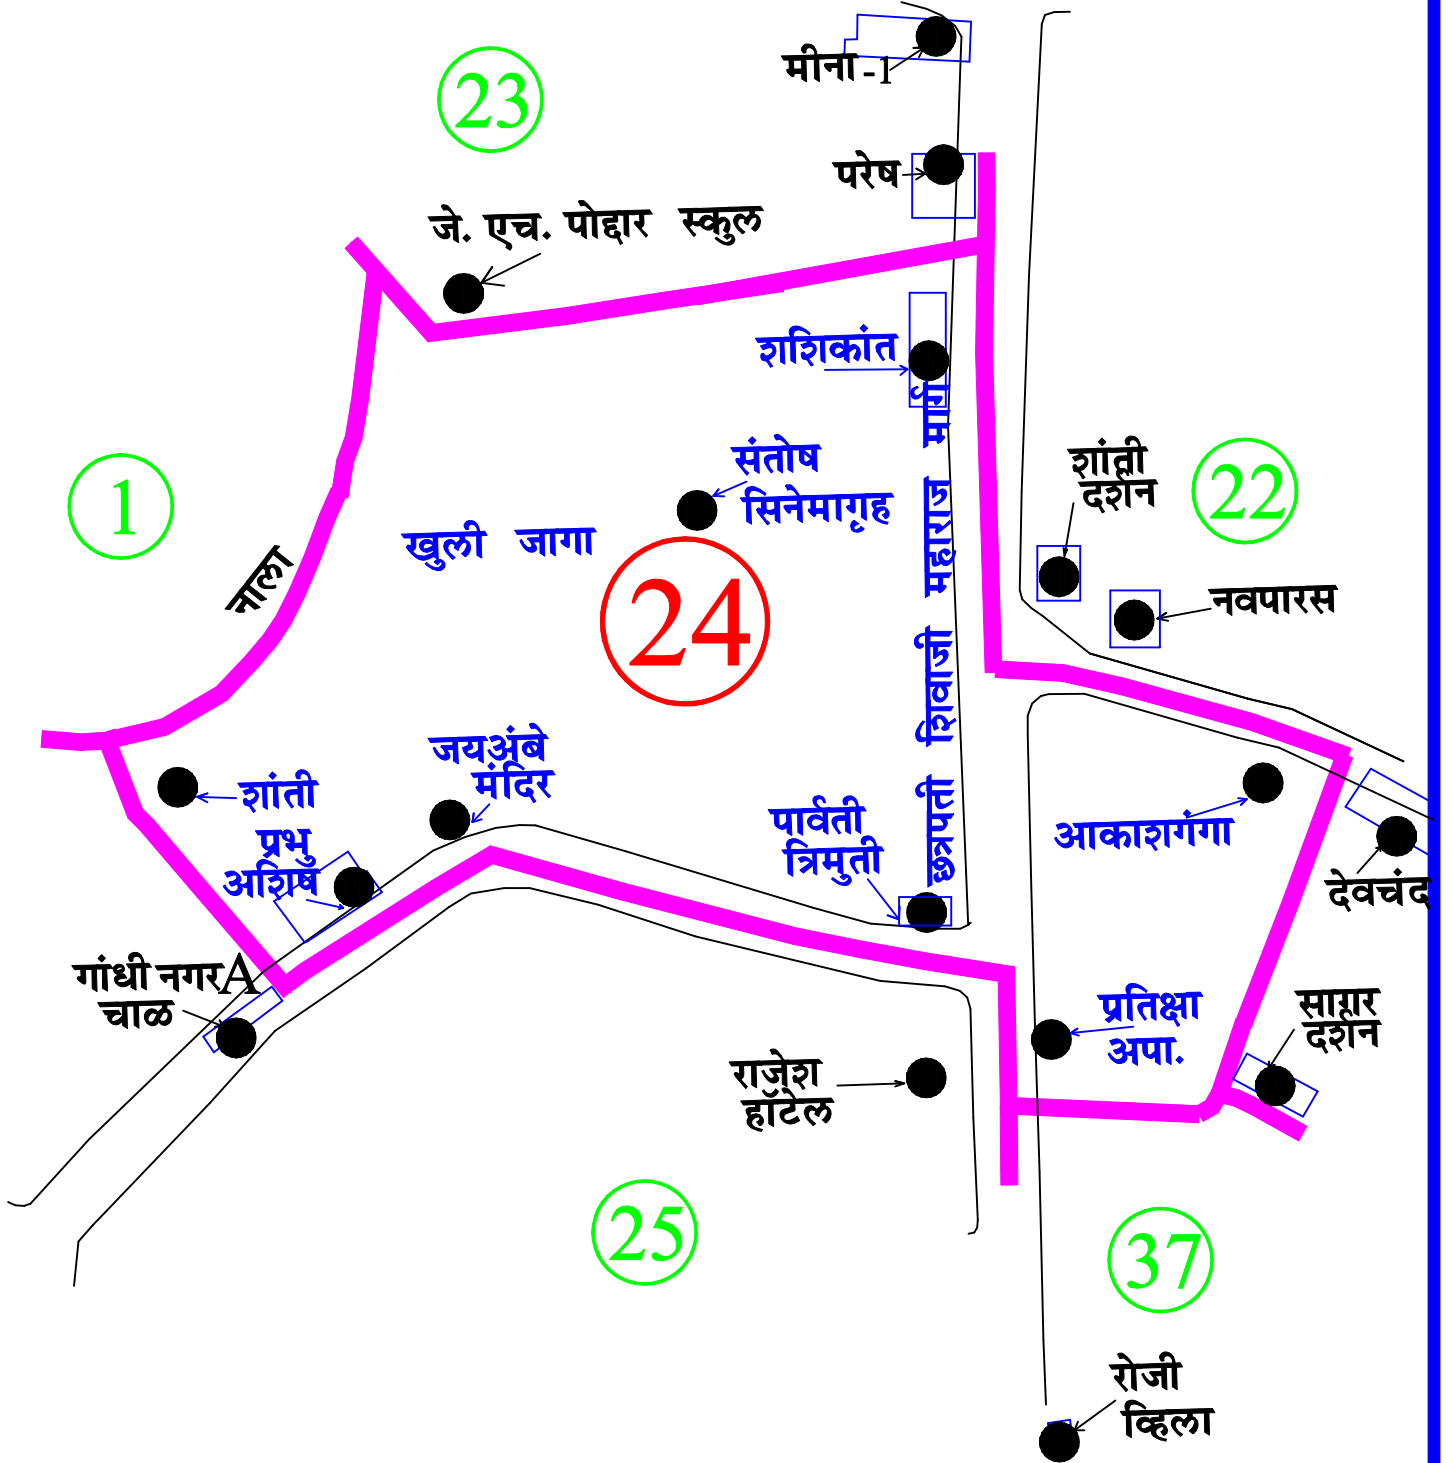 मीना-1
23
परेष
जे. एच. पोद्दार स्कुल
शशिकांत
छत्रपती शिवाजी महाराज मार्ग
संतोष
सिनेमागृह
शांती
दर्शन
22
1
खुली जागा
नाला
24
नवपारस
जयअंबे
मंदिर
शांती
प्रभु
अशिष
पार्वती
त्रिमुती
आकाशगंगा
देवचंद
गांधी नगर A
चाळ
प्रतिक्षा
अपा.
सागर
दर्शन
राजेश
हॉटेल
25
37
रोजी
व्हिला